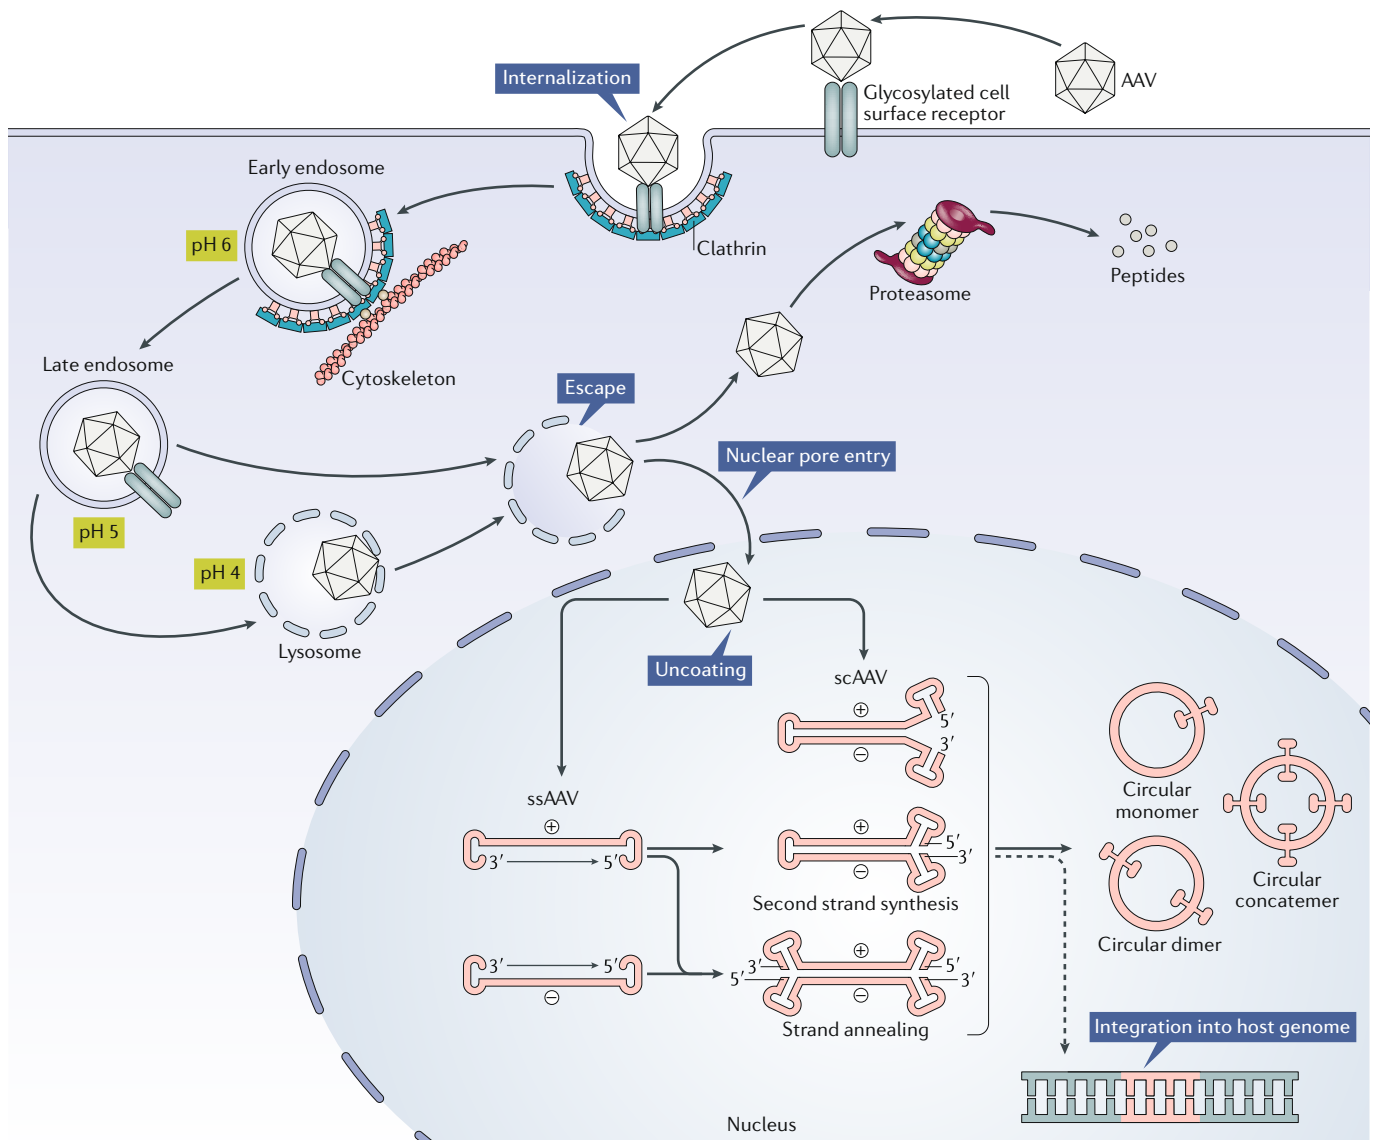 AAV
Glycosylated cell
surface receptor
Internalization
Early endosome
pH 6
Clathrin
Proteasome
Peptides
Cytoskeleton
Late endosome
pH 5
Escape
Nuclear pore entry
pH 4
Lysosome
Uncoating
scAAV
+
5′
3′
−
ssAAV
+
3′ 5′
+
5′
3′
−
Second strand synthesis
3′ 5′
−
+
3′
5′
5′
3′
−
Strand annealing
Circular
monomer
Circular
concatemer
Circular dimer
Integration into host genome
Nucleus